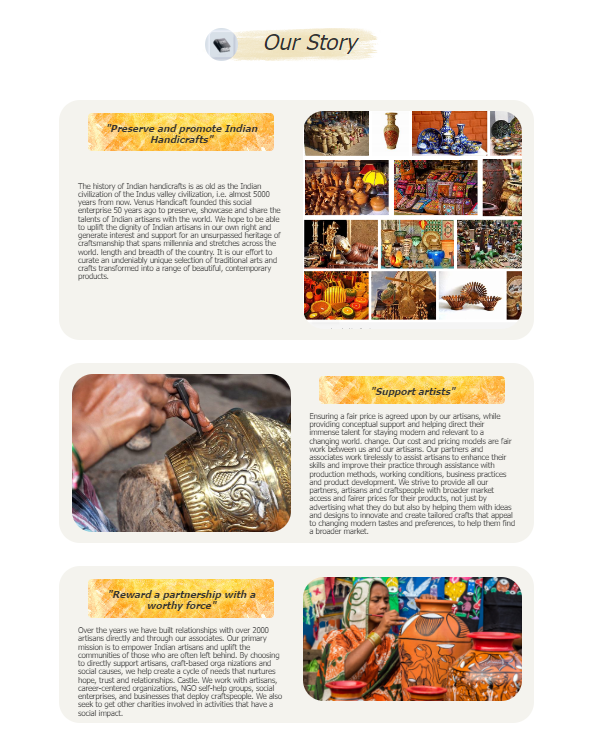 Our Story
"Preserve and promote Indian
Handicrafts"
The history of Indian handicrafts is as old as the Indian
civilization of the Indus valley civilization, i.e. almost 5000
years from now. Venus Handicaft founded this social
enterprise 50 years ago to preserve, showcase and share the
talents of Indian artisans with the world. We hope to be able
to uplift the dignity of Indian artisans in our own right and
generate interest and support for an unsurpassed heritage of
craftsmanship that spans millennia and stretches across the
world. length and breadth of the country. It is our effort to
curate an undeniably unique selection of traditional arts and
crafts transformed into a range of beautiful, contemporary
products.
"Support artists"
Ensuring a fair price is agreed upon by our artisans, while
providing conceptual support and helping direct their
immense talent for staying modern and relevant to a
changing world. change. Our cost and pricing models are fair
work between us and our artisans. Our partners and
associates work tirelessly to assist artisans to enhance their
skills and improve their practice through assistance with
production methods, working conditions, business practices
and product development. We strive to provide all our
partners, artisans and craftspeople with broader market
access and fairer prices for their products, not just by
advertising what they do but also by helping them with ideas
and designs to innovate and create tailored crafts that appeal
to changing modern tastes and preferences, to help them find
a broader market.
"Reward a partnership with a
worthy force"
Over the years we have built relationships with over 2000
artisans directly and through our associates. Our primary
mission is to empower Indian artisans and uplift the
communities of those who are often left behind. By choosing
to directly support artisans, craft-based orga nizations and
social causes, we help create a cycle of needs that nurtures
hope, trust and relationships. Castle. We work with artisans,
career-centered organizations, NGO self-help groups, social
enterprises, and businesses that deploy craftspeople. We also
seek to get other charities involved in activities that have a
social impact.